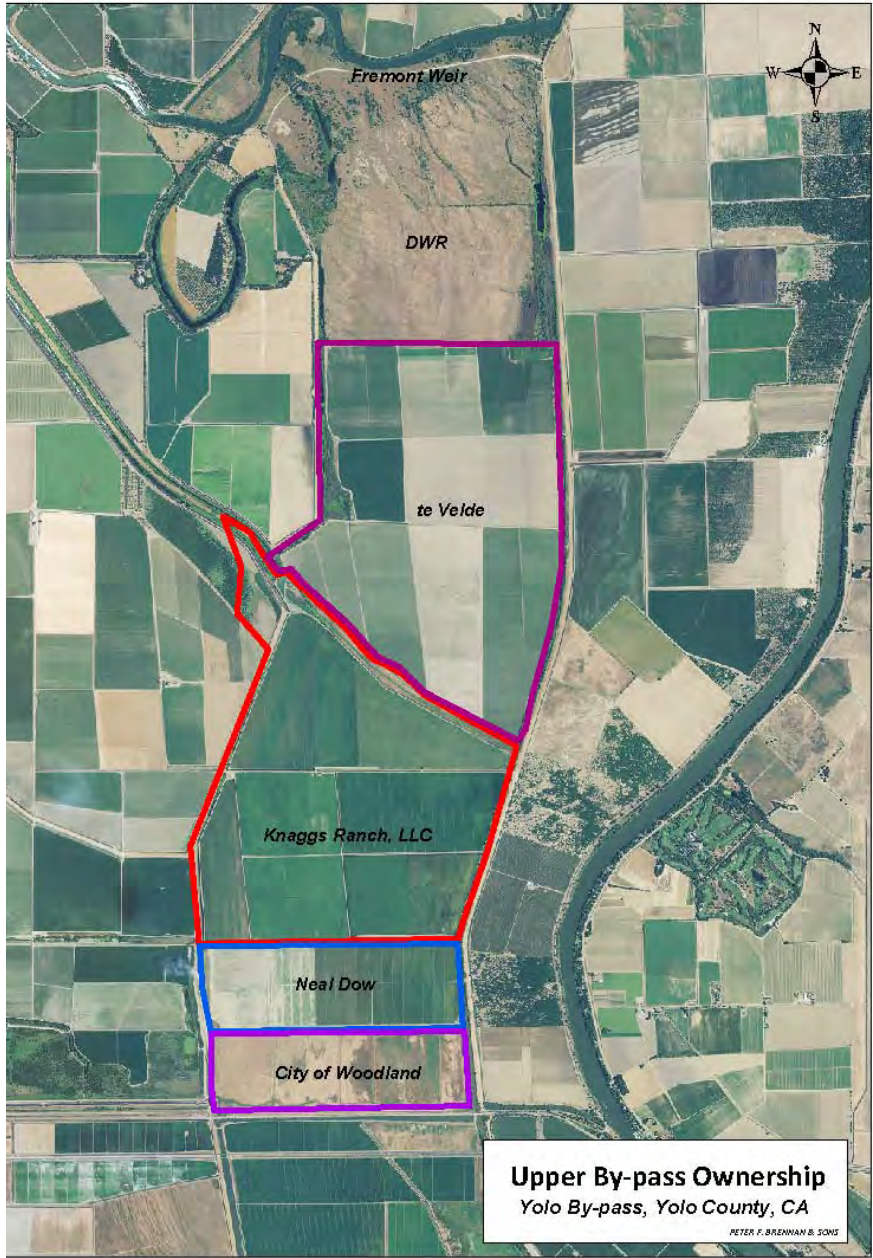 N
W E
S
Fremont Weir
DWR
te Velde
Knaggs Ranch, LLC
Neal Dow
City of Woodland
Upper By-pass Ownership
Yolo By-pass, Yolo County, CA
PETER F. BRENNAN & SONS